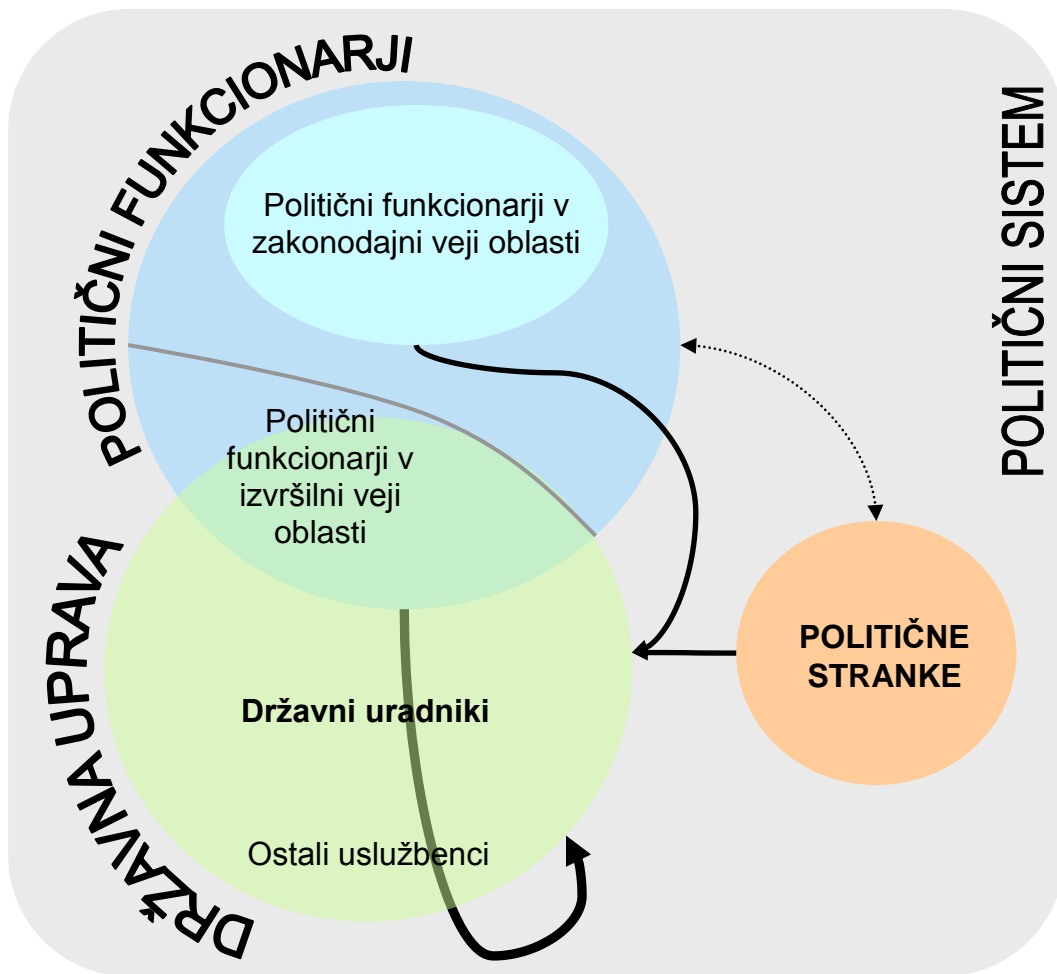 POLITIČNI FUNKCIONARJI
POLITIČNI SISTEM
Politični funkcionarji v
zakonodajni veji oblasti
Politični
funkcionarji v
izvršilni veji
oblasti
DRŽAVNA UPRAVA
POLITIČNE
STRANKE
Državni uradniki
Ostali uslužbenci